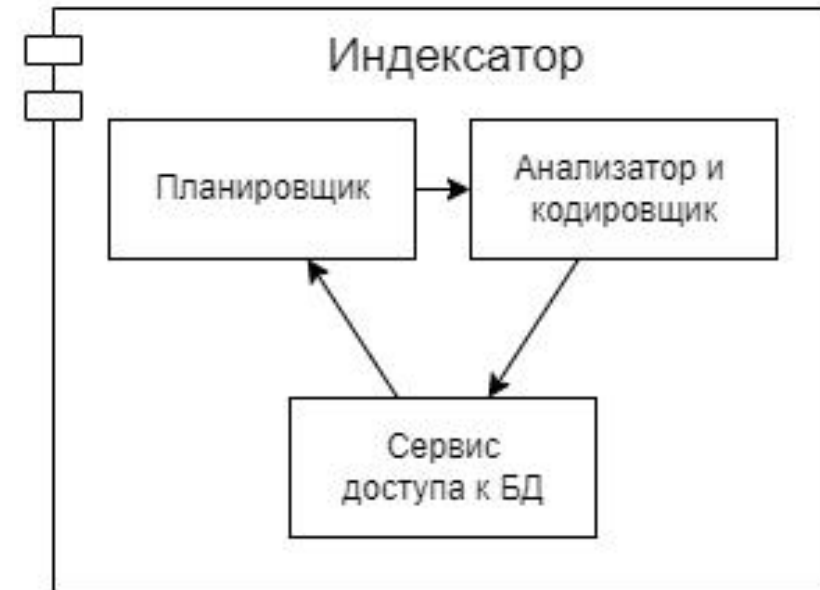 Индексатор
Планировщик
Анализатор и
кодировщик
Сервис
доступа к БД